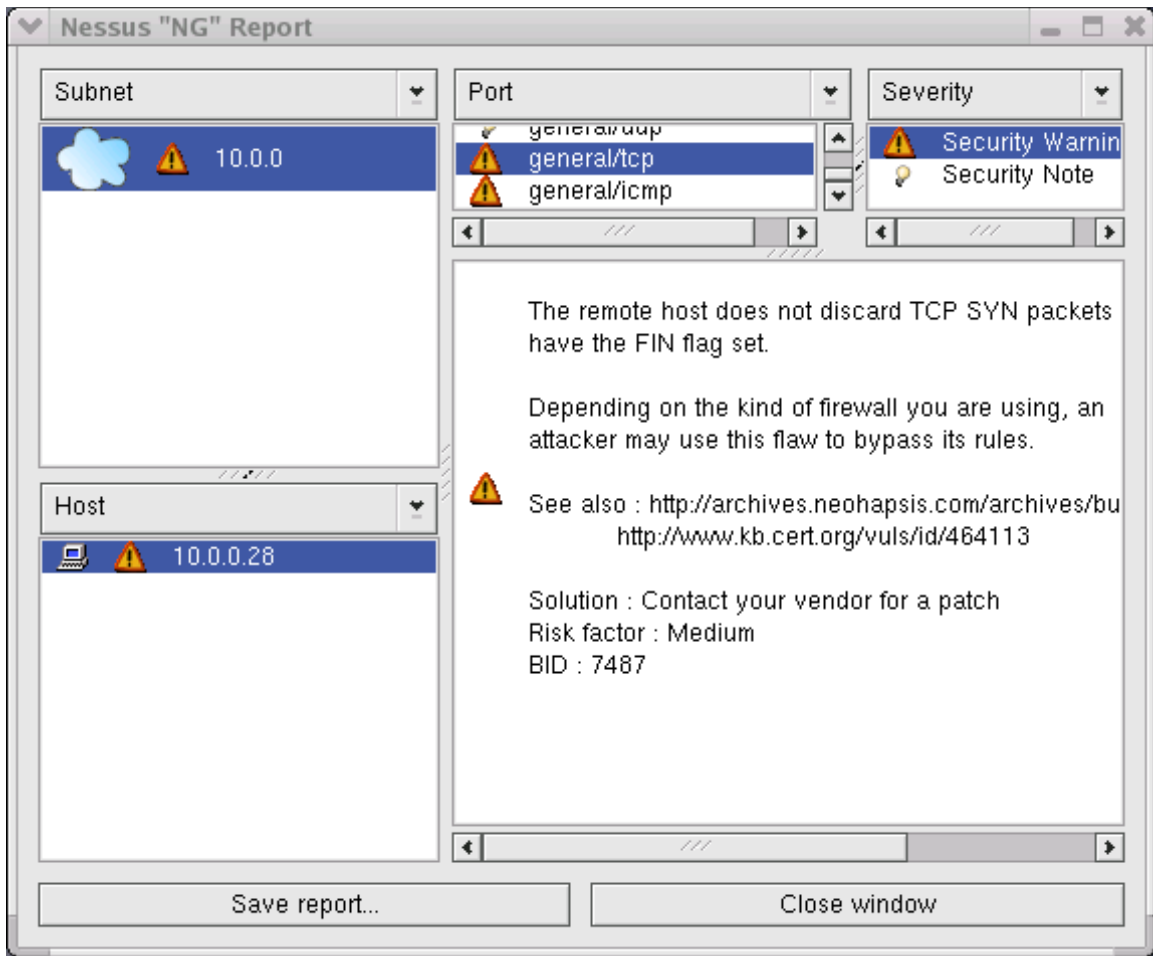 Nessus "NG" Report
Subnet
10.0.0
Port
general/udp
general/tcp
general/icmp
Severity
Security Warnin
Security Note
The remote host does not discard TCP SYN packets
have the FIN flag set.
Depending on the kind of firewall you are using, an
attacker may use this flaw to bypass its rules.
See also : http://archives.neohapsis.com/archives/bu
http://www.kb.cert.org/vuls/id/464113
Solution : Contact your vendor for a patch
Risk factor : Medium
BID : 7487
Host
10.0.0.28
Save report...
Close window